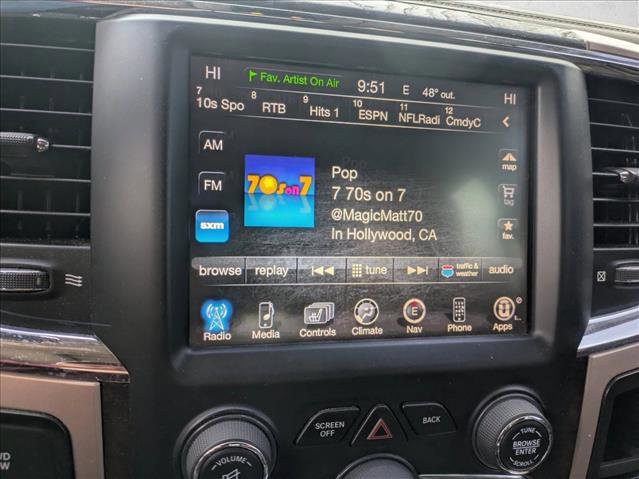 HI Fav. Artist On Air 9:51 E 48° out. HI
7 10s Spo 8 RTB 9 Hits 1 10 ESPN 11 NFLRadi 12 CmdyC
AM
FM
sxm
70s on 7
Pop
7 70s on 7
@MagicMatt70
In Hollywood, CA
map
tag
fav.
browse replay tune traffic & weather audio
Radio Media Controls Climate E Nav Phone Apps
SCREEN OFF
BACK
VOLUME
TUNE
BROWSE
ENTER
SCROLL